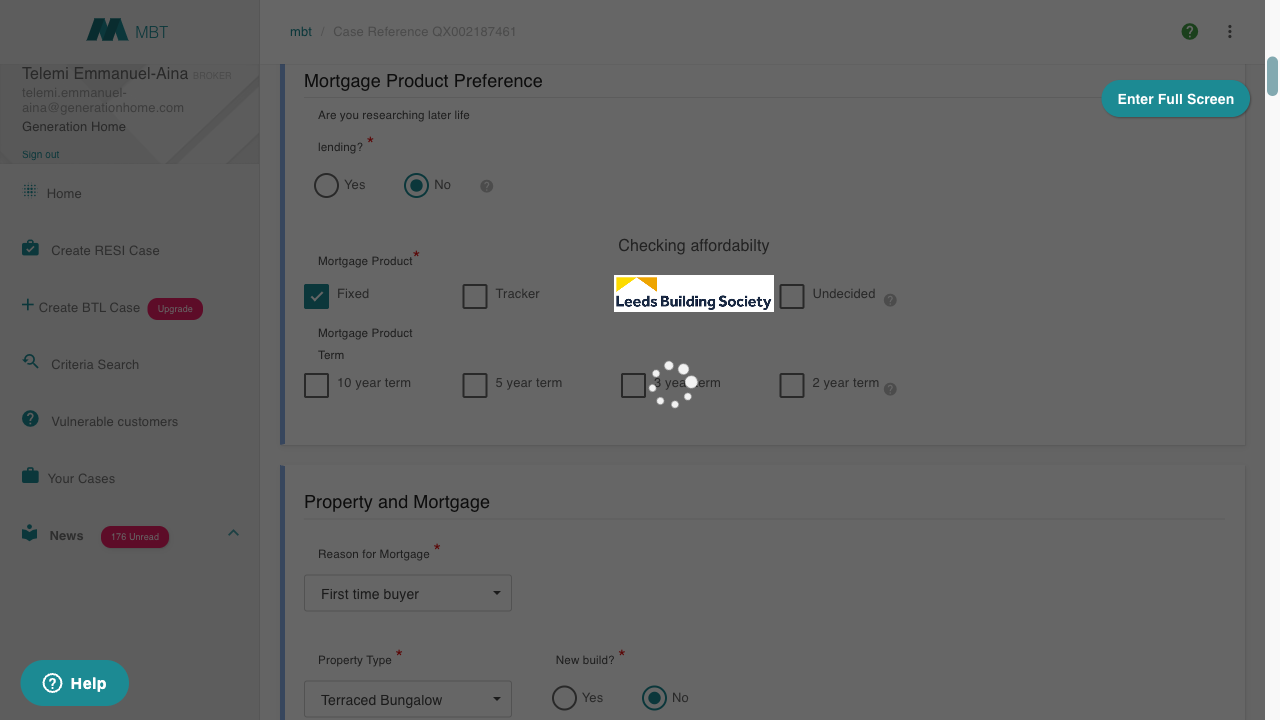 MBT
mbt / Case Reference QX002187461
Telemi Emmanuel-Aina BROKER
telemi.emmanuel-
aina@generationhome.com
Generation Home
Sign out
Home
Create RESI Case
Create BTL Case Upgrade
Criteria Search
Vulnerable customers
Your Cases
News 176 Unread
Help
Enter Full Screen
Mortgage Product Preference
Are you researching later life
lending? *
Yes No
Checking affordabilty
Leeds Building Society
Mortgage Product*
Fixed Tracker Undecided
Mortgage Product
Term
10 year term 5 year term 3 year term 2 year term
Property and Mortgage
Reason for Mortgage *
First time buyer
Property Type * New build? *
Terraced Bungalow Yes No